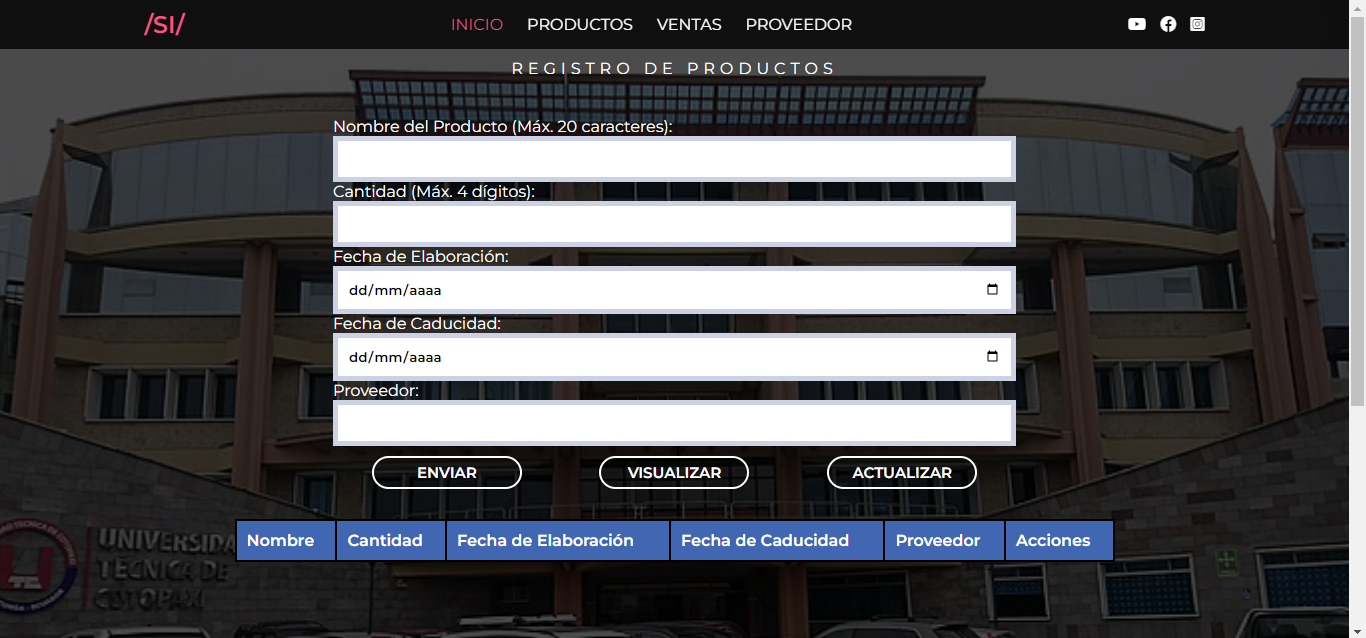 /SI/ INICIO PRODUCTOS VENTAS PROVEEDOR
REGISTRO DE PRODUCTOS
Nombre del Producto (Máx. 20 caracteres):
Cantidad (Máx. 4 dígitos):
Fecha de Elaboración:
dd/mm/aaaa
Fecha de Caducidad:
dd/mm/aaaa
Proveedor:
ENVIAR VISUALIZAR ACTUALIZAR
Nombre Cantidad Fecha de Elaboración Fecha de Caducidad Proveedor Acciones
UNIVERSIDA
TÉCNICA DE
COTOPAXI